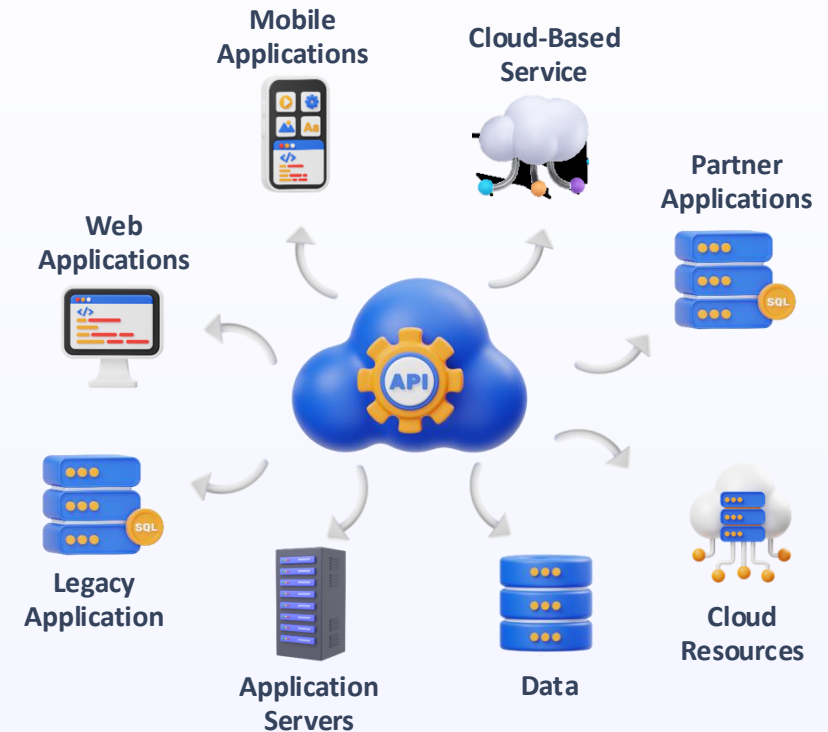 Mobile
Applications
Cloud-Based
Service
Partner
Applications
Web
Applications
Aa
</>
</>
SQL
API
SQL
Legacy
Application
Cloud
Resources
Application
Servers
Data